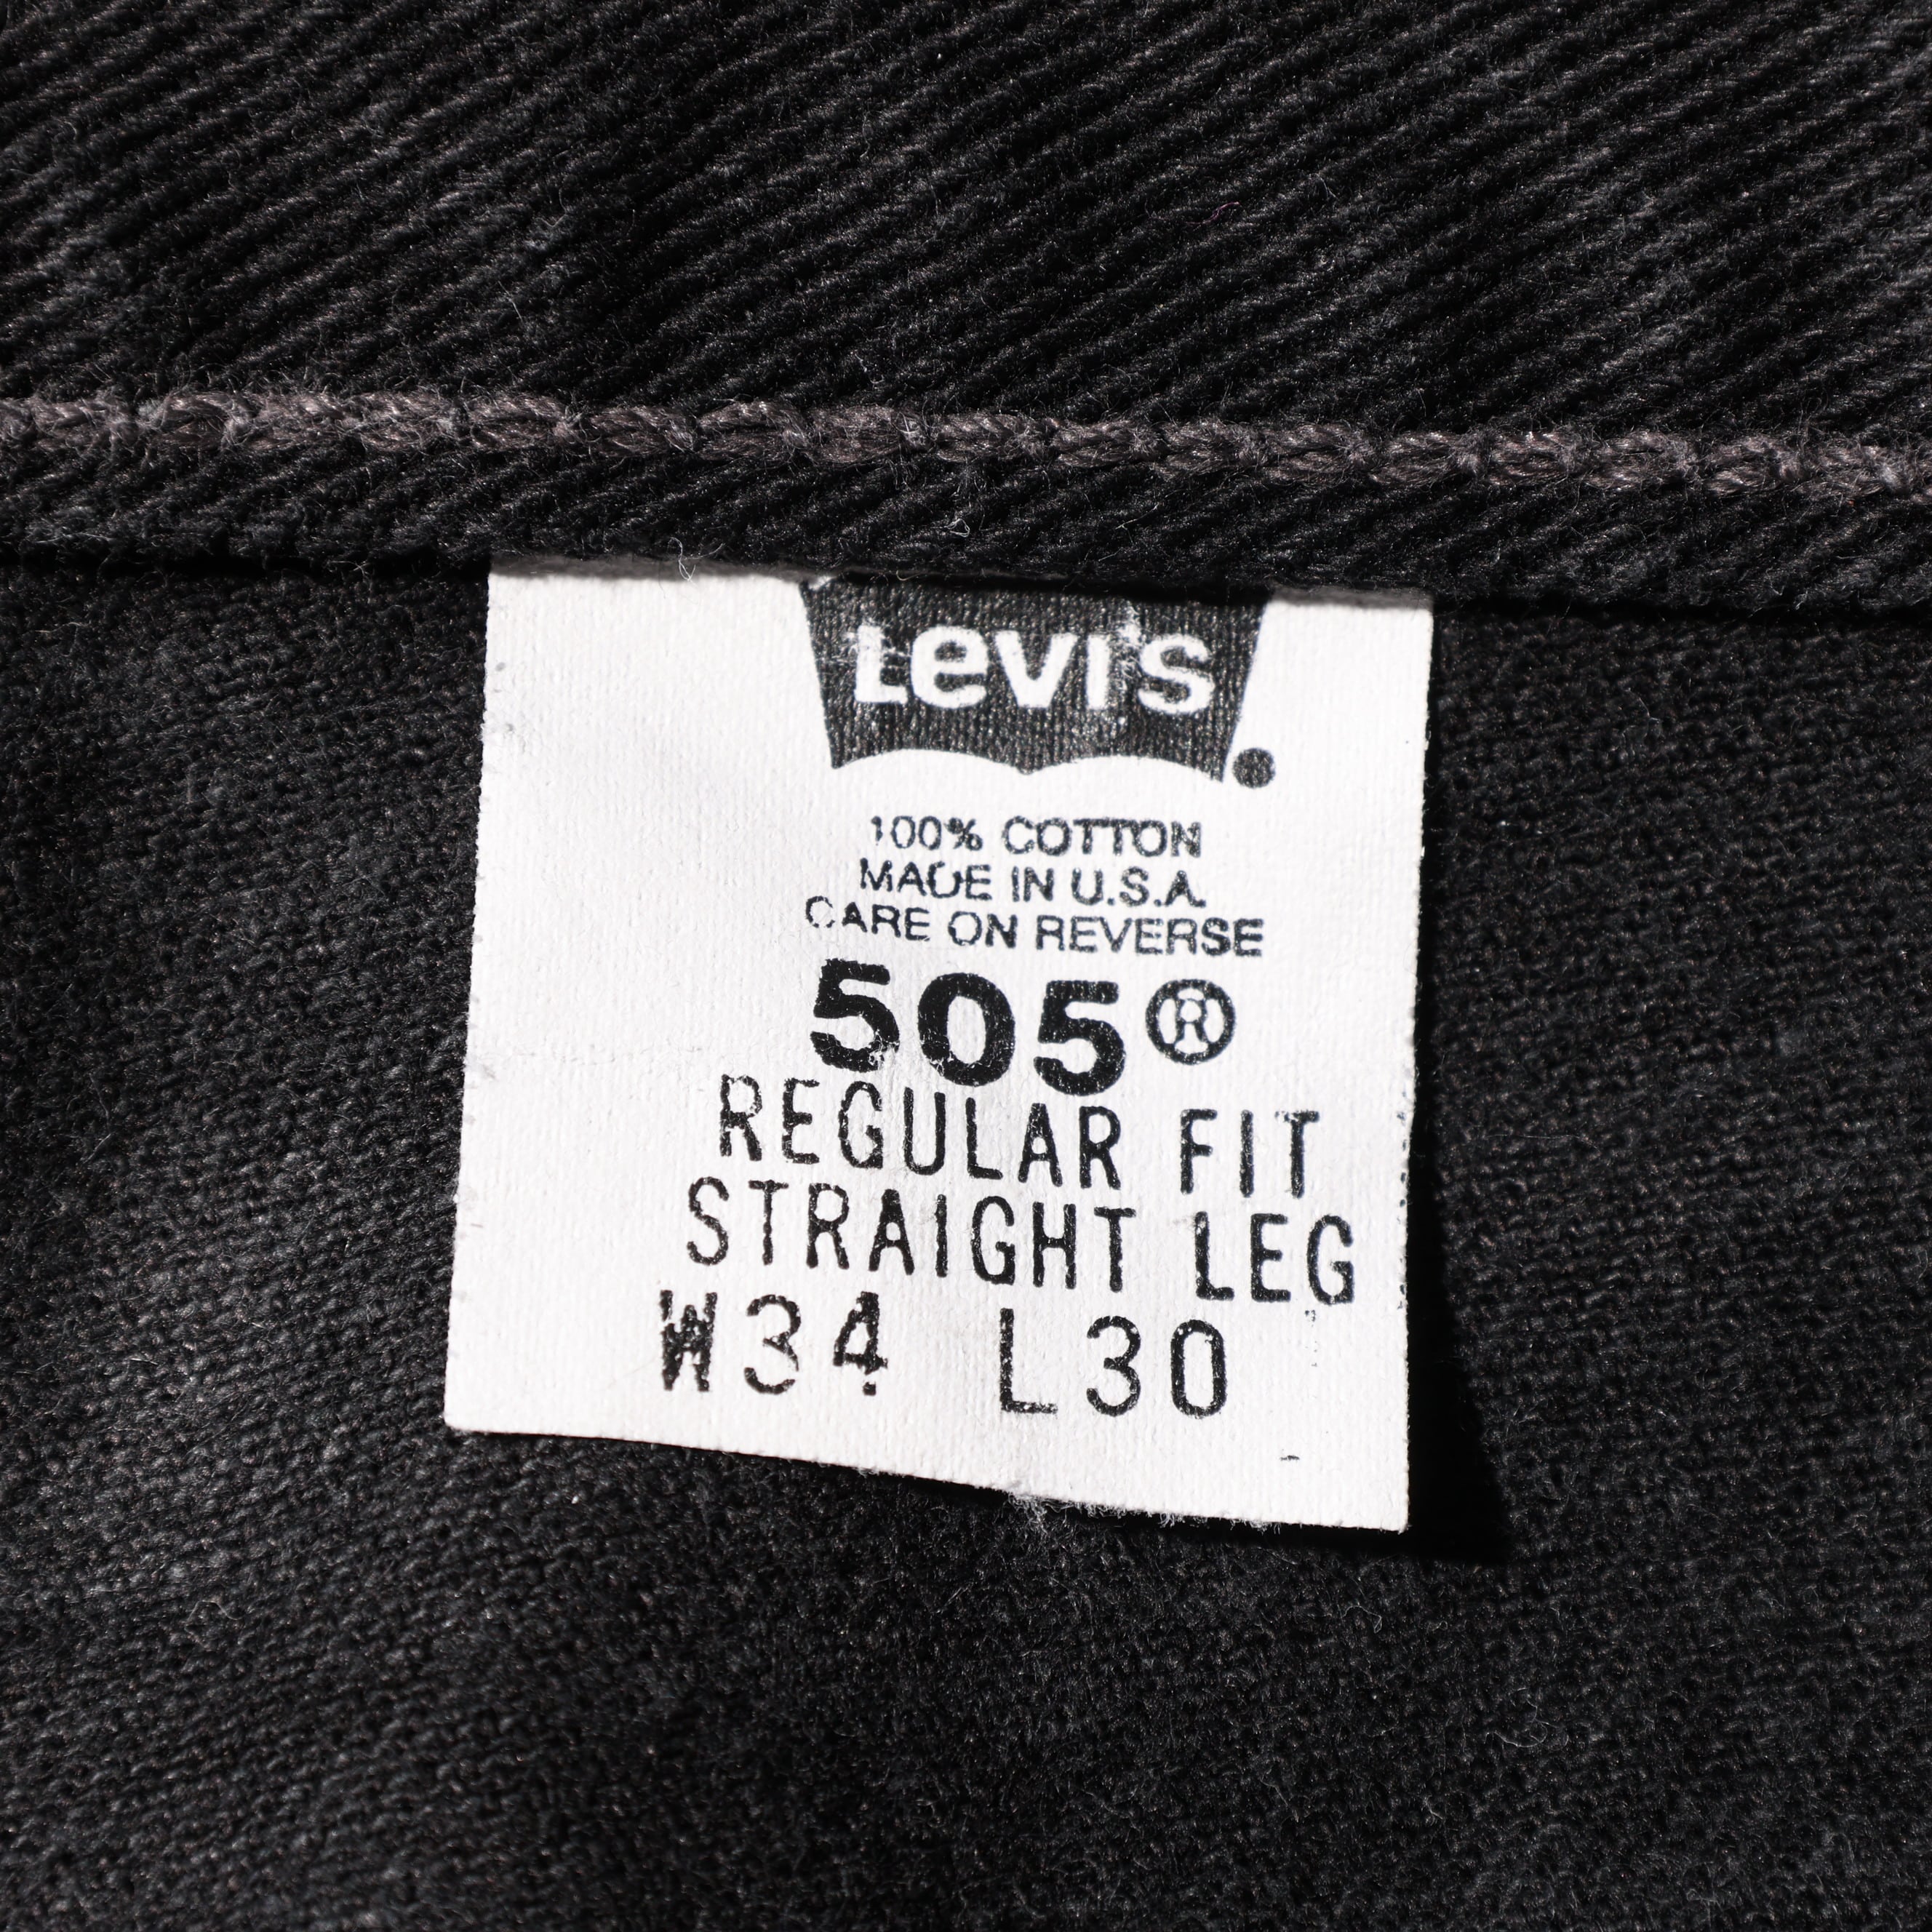 Levi's
100% COTTON
MADE IN U.S.A.
CARE ON REVERSE
505®
REGULAR FIT
STRAIGHT LEG
W34 L30